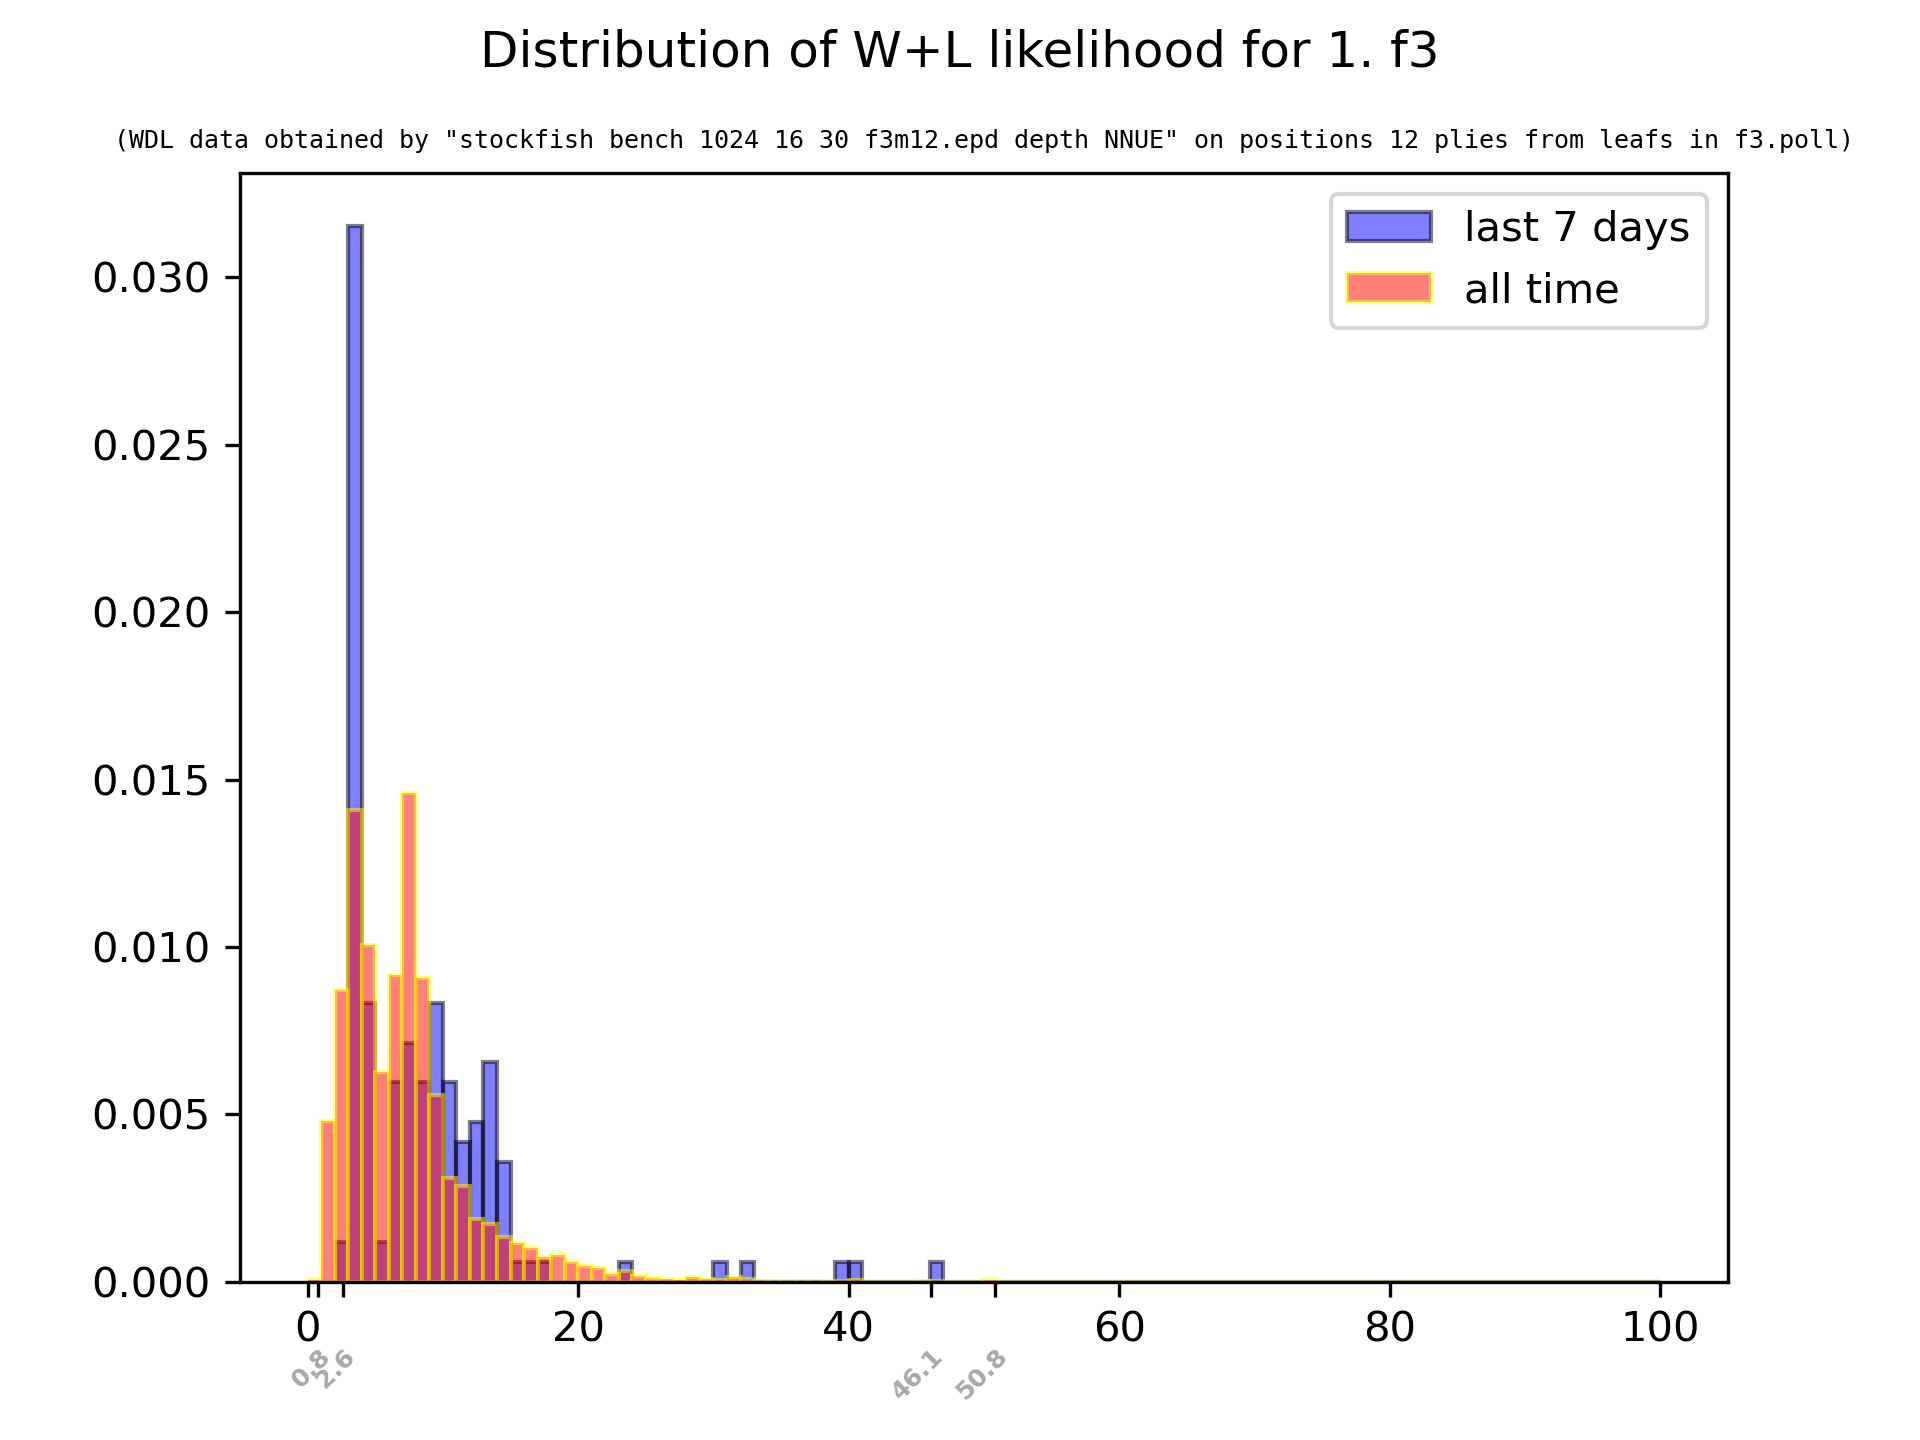 Distribution of W+L likelihood for 1. f3
(WDL data obtained by "stockfish bench 1024 16 30 f3m12.epd depth NNUE" on positions 12 plies from leafs in f3.poll)
last 7 days
all time
0.030
0.025
0.020
0.015
0.010
0.005
0.000
0 20 40 60 80 100
0.8 2.6 46.1 50.8